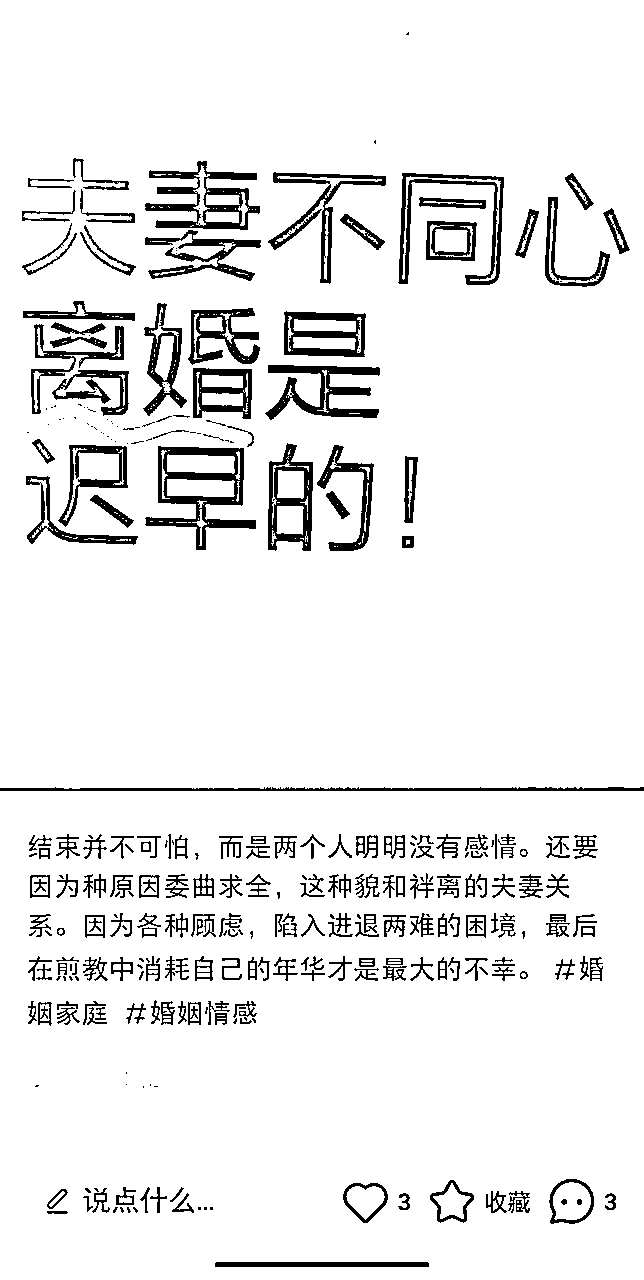 夫妻不同心
离婚是
迟早的！
结束并不可怕，而是两个人明明没有感情。还要
因为种原因委曲求全，这种貌和袢离的夫妻关
系。因为各种顾虑，陷入进退两难的困境，最后
在煎教中消耗自己的年华才是最大的不幸。 #婚
姻家庭 #婚姻情感
说点什么... 3 收藏 3